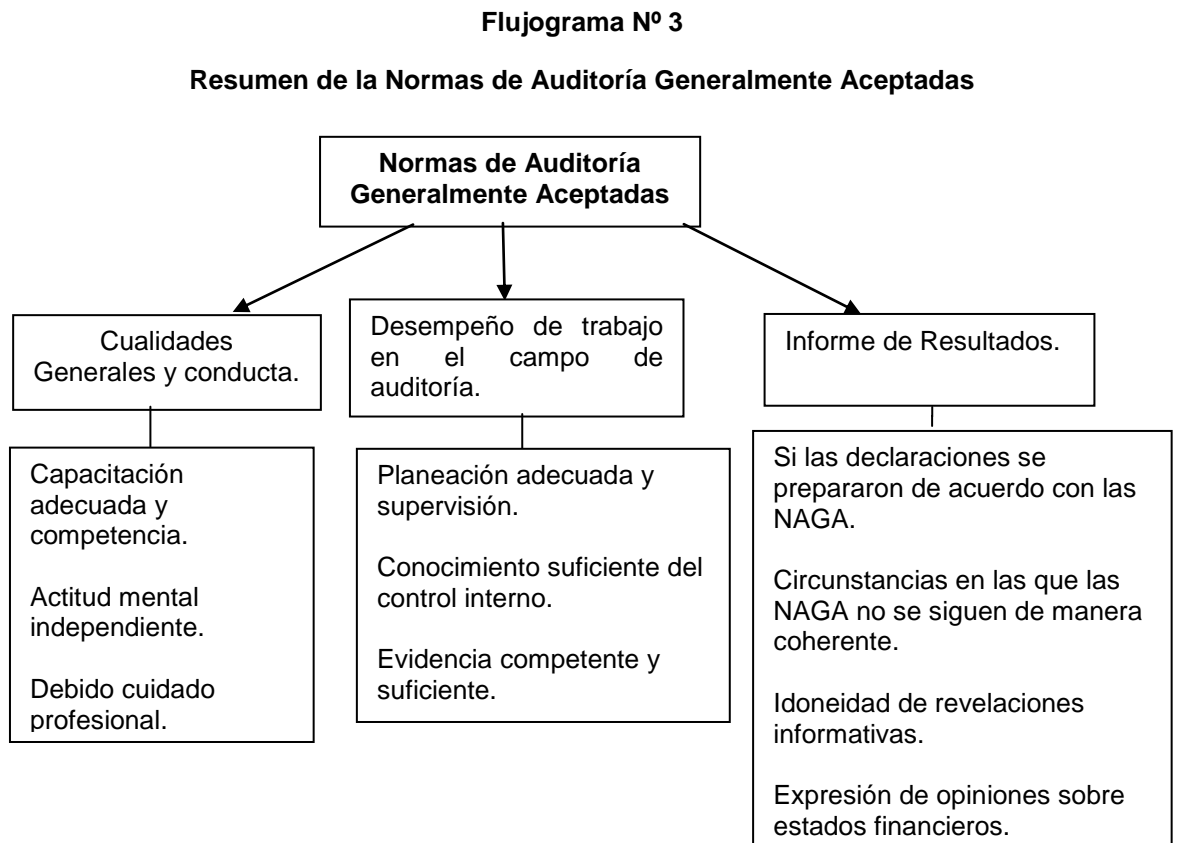 Flujograma Nº 3
Resumen de la Normas de Auditoría Generalmente Aceptadas
Normas de Auditoría
Generalmente Aceptadas
Cualidades
Generales y conducta.
Desempeño de trabajo
en el campo de
auditoría.
Informe de Resultados.
Capacitación
adecuada y
competencia.
Actitud mental
independiente.
Debido cuidado
profesional.
Planeación adecuada y
supervisión.
Conocimiento suficiente del
control interno.
Evidencia competente y
suficiente.
Si las declaraciones se
prepararon de acuerdo con las
NAGA.
Circunstancias en las que las
NAGA no se siguen de manera
coherente.
Idoneidad de revelaciones
informativas.
Expresión de opiniones sobre
estados financieros.